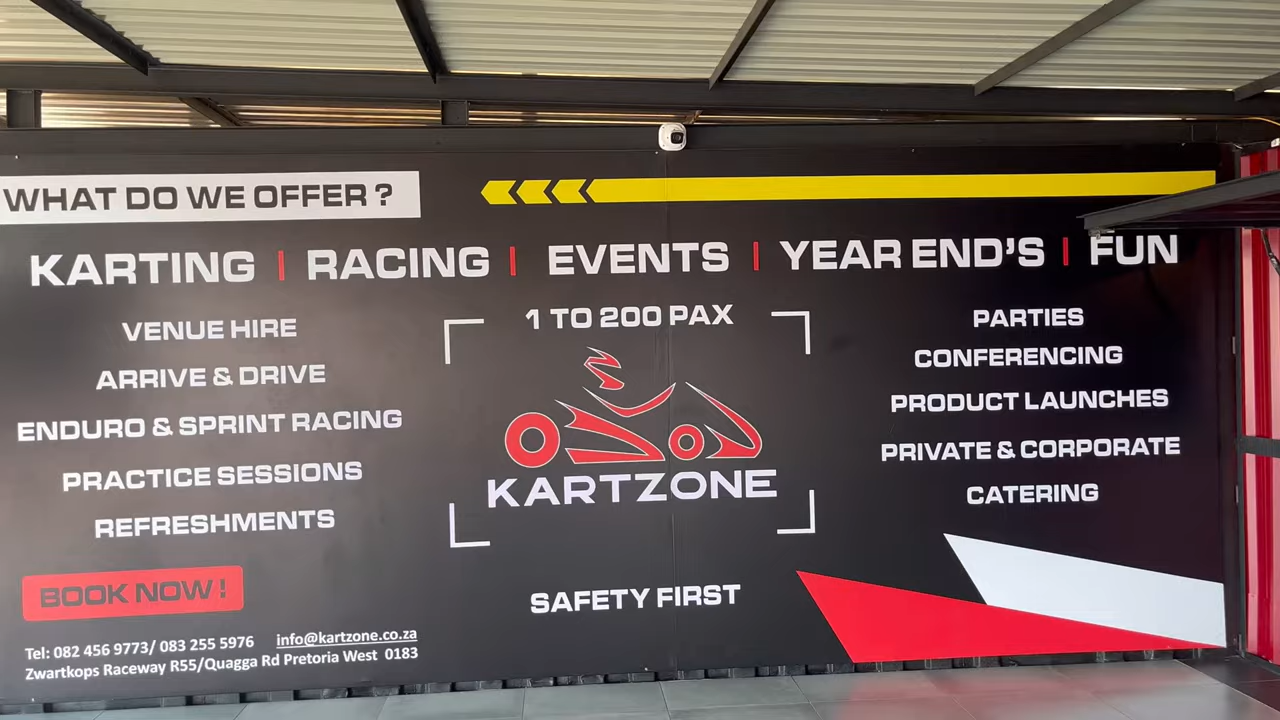 WHAT DO WE OFFER ?
KARTING | RACING | EVENTS | YEAR END'S | FUN
VENUE HIRE
ARRIVE & DRIVE
ENDURO & SPRINT RACING
PRACTICE SESSIONS
REFRESHMENTS
1 TO 200 PAX
KARTZONE
SAFETY FIRST
PARTIES
CONFERENCING
PRODUCT LAUNCHES
PRIVATE & CORPORATE
CATERING
BOOK NOW !
Tel: 082 456 9773/ 083 255 5976 info@kartzone.co.za
Zwartkops Raceway R55/Quagga Rd Pretoria West 0183